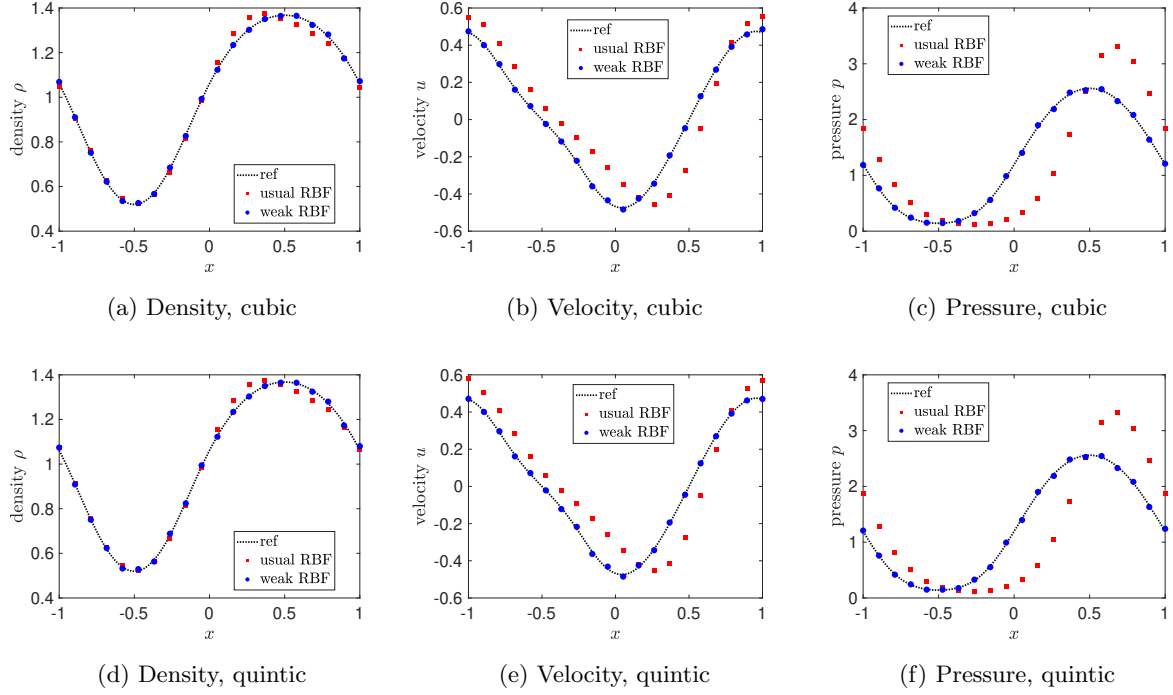 density ρ
1.4
1.2
1
0.8
0.6
0.4
-1
-0.5
0
0.5
1
x
ref
usual RBF
weak RBF
(a) Density, cubic
velocity u
0.6
0.4
0.2
0
-0.2
-0.4
-0.6
-1
-0.5
0
0.5
1
x
ref
usual RBF
weak RBF
(b) Velocity, cubic
pressure p
4
3
2
1
0
-1
-0.5
0
0.5
1
x
ref
usual RBF
weak RBF
(c) Pressure, cubic
density ρ
1.4
1.2
1
0.8
0.6
0.4
-1
-0.5
0
0.5
1
x
ref
usual RBF
weak RBF
(d) Density, quintic
velocity u
0.6
0.4
0.2
0
-0.2
-0.4
-0.6
-1
-0.5
0
0.5
1
x
ref
usual RBF
weak RBF
(e) Velocity, quintic
pressure p
4
3
2
1
0
-1
-0.5
0
0.5
1
x
ref
usual RBF
weak RBF
(f) Pressure, quintic